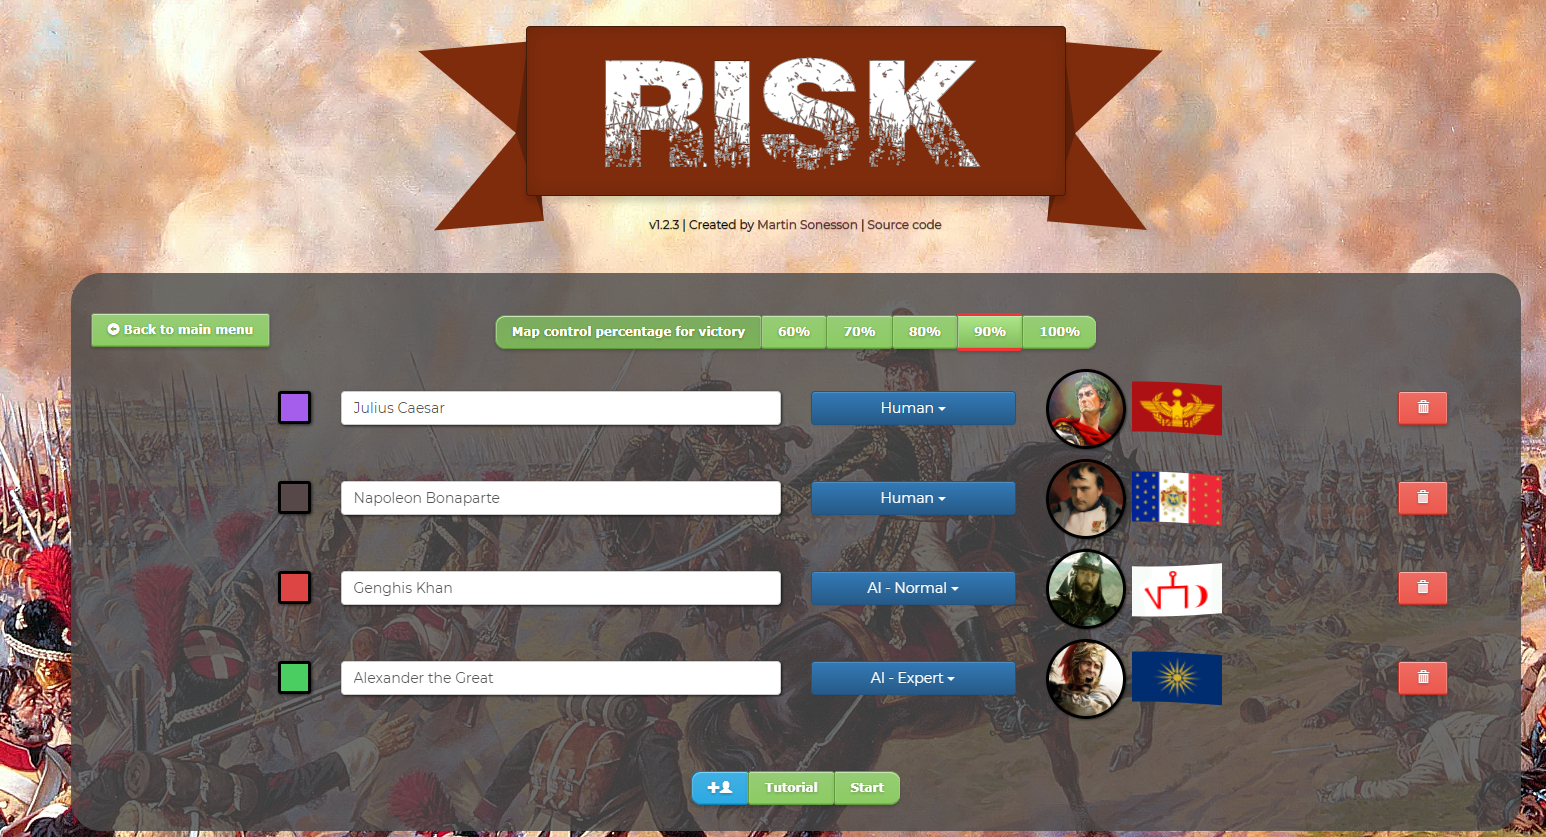 RISK
v1.2.3 | Created by Martin Sonesson | Source code
Back to main menu
Map control percentage for victory 60% 70% 80% 90% 100%
Julius Caesar Human
Napoleon Bonaparte Human
Genghis Khan AI - Normal
Alexander the Great AI - Expert
Tutorial Start